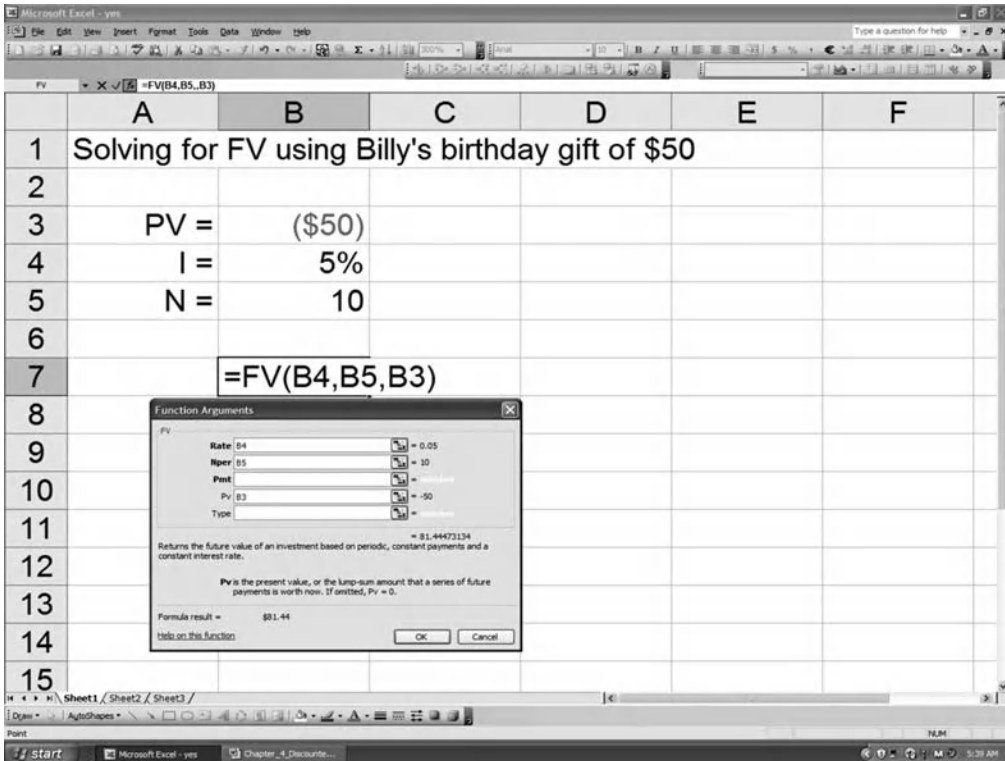 Microsoft Excel - yes
File Edit View Insert Format Tools Data Window Help Type a question for help
100% Arial 10 B I U $ %
FV =FV(B4,B5,,B3)
A B C D E F
1 Solving for FV using Billy's birthday gift of $50
2
3 PV = ($50)
4 I = 5%
5 N = 10
6
7 =FV(B4,B5,B3)
8
9
10
11
12
13
14
15
Function Arguments
FV
Rate B4 = 0.05
Nper B5 = 10
Pmt =
Pv B3 = -50
Type =
= 81.44473134
Returns the future value of an investment based on periodic, constant payments and a
constant interest rate.
Pv is the present value, or the lump-sum amount that a series of future
payments is worth now. If omitted, Pv = 0.
Formula result = $81.44
Help on this function OK Cancel
Sheet1 / Sheet2 / Sheet3 /
Draw AutoShapes
Point NUM
start Microsoft Excel - yes Chapter_4_Discounte... 5:39 AM